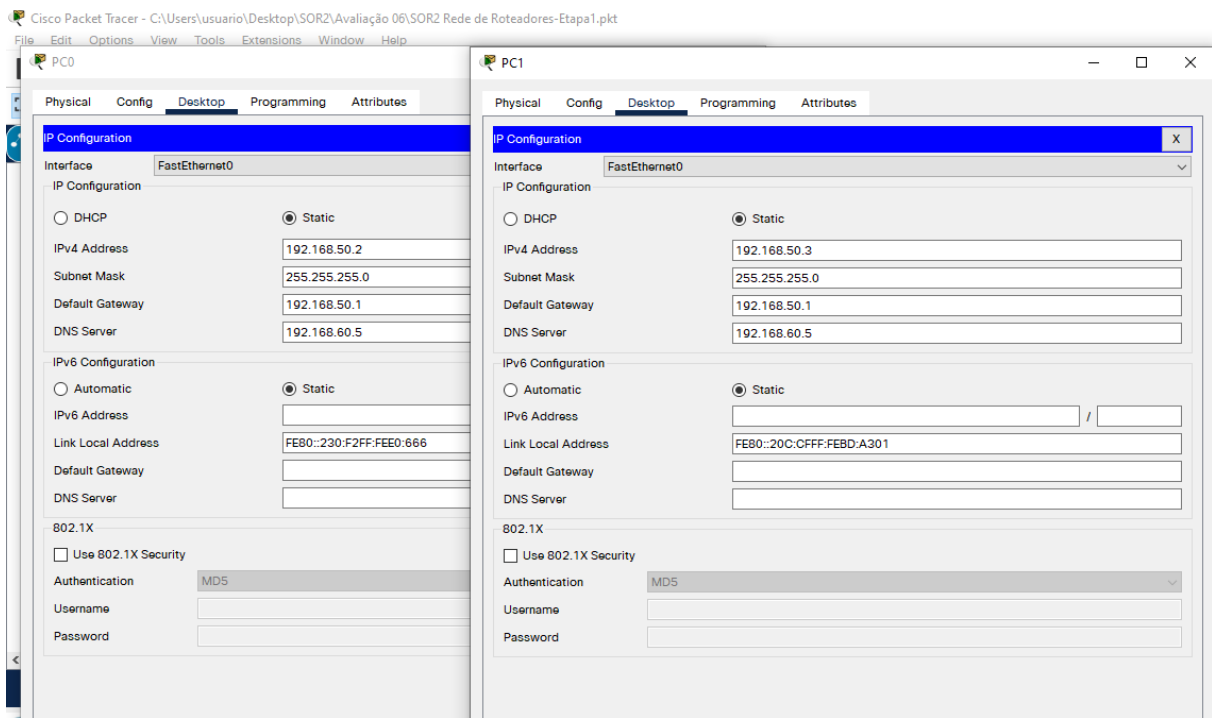 Cisco Packet Tracer - C:\Users\usuario\Desktop\SOR2\Avaliação 06\SOR2 Rede de Roteadores-Etapa1.pkt
File Edit Options View Tools Extensions Window Help
PC0
Physical Config Desktop Programming Attributes
IP Configuration
Interface FastEthernet0
IP Configuration
DHCP Static
IPv4 Address 192.168.50.2
Subnet Mask 255.255.255.0
Default Gateway 192.168.50.1
DNS Server 192.168.60.5
IPv6 Configuration
Automatic Static
IPv6 Address
Link Local Address FE80::230:F2FF:FEE0:666
Default Gateway
DNS Server
802.1X
Use 802.1X Security
Authentication MD5
Username
Password
PC1
Physical Config Desktop Programming Attributes
IP Configuration X
Interface FastEthernet0
IP Configuration
DHCP Static
IPv4 Address 192.168.50.3
Subnet Mask 255.255.255.0
Default Gateway 192.168.50.1
DNS Server 192.168.60.5
IPv6 Configuration
Automatic Static
IPv6 Address /
Link Local Address FE80::20C:CFFF:FEBD:A301
Default Gateway
DNS Server
802.1X
Use 802.1X Security
Authentication MD5
Username
Password